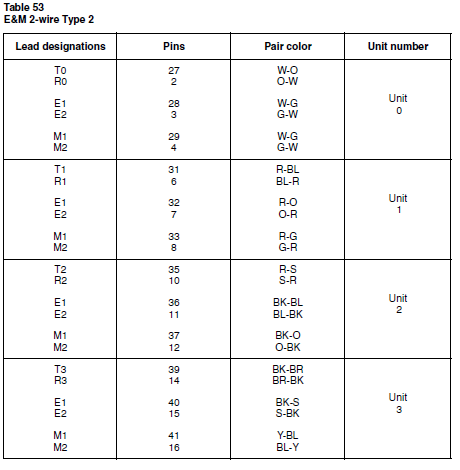 Table 53
E&M 2-wire Type 2
Lead designations Pins Pair color Unit number
T0 27 W-O
R0 2 O-W
E1 28 W-G
E2 3 G-W
M1 29 W-G
M2 4 G-W
Unit
0
T1 31 R-BL
R1 6 BL-R
E1 32 R-O
E2 7 O-R
M1 33 R-G
M2 8 G-R
Unit
1
T2 35 R-S
R2 10 S-R
E1 36 BK-BL
E2 11 BL-BK
M1 37 BK-O
M2 12 O-BK
Unit
2
T3 39 BK-BR
R3 14 BR-BK
E1 40 BK-S
E2 15 S-BK
M1 41 Y-BL
M2 16 BL-Y
Unit
3